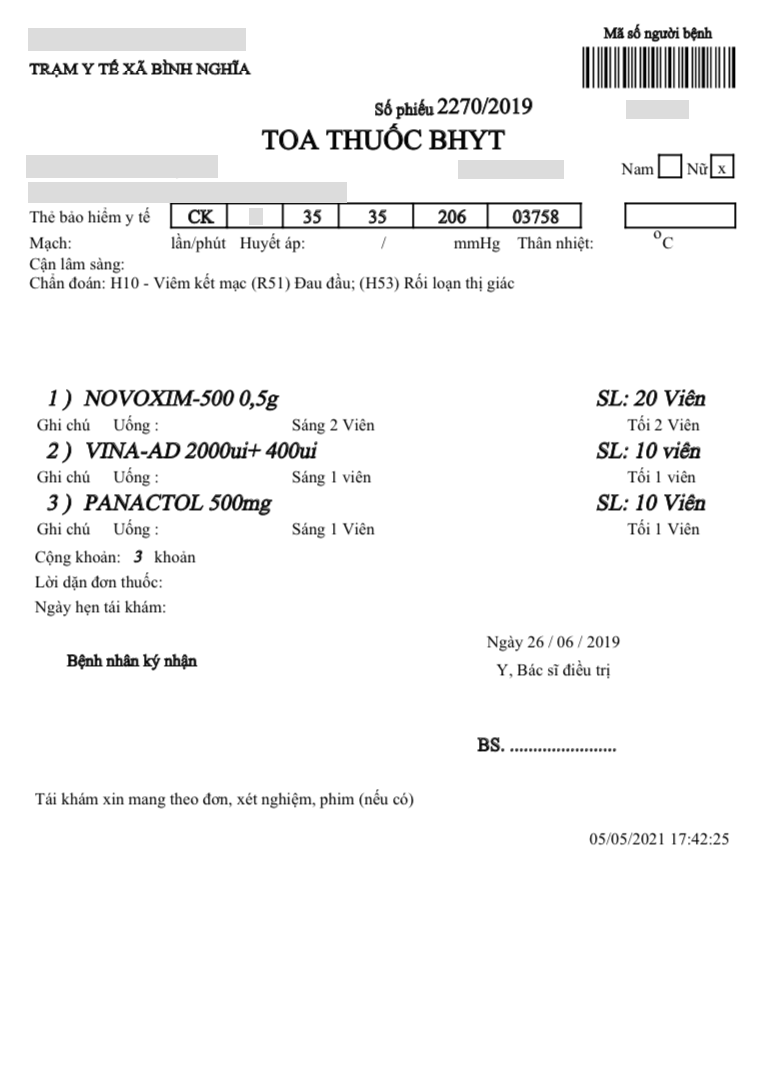 Mã số người bệnh
TRẠM Y TẾ XÃ BÌNH NGHĨA
Số phiếu 2270/2019
TOA THUỐC BHYT
Nam Nữ x
Thẻ bảo hiểm y tế CK 35 35 206 03758
Mạch: lần/phút Huyết áp: / mmHg Thân nhiệt: °C
Cận lâm sàng:
Chẩn đoán: H10 - Viêm kết mạc (R51) Đau đầu; (H53) Rối loạn thị giác
1 ) NOVOXIM-500 0,5g SL: 20 Viên
Ghi chú Uống : Sáng 2 Viên Tối 2 Viên
2 ) VINA-AD 2000ui+ 400ui SL: 10 viên
Ghi chú Uống : Sáng 1 viên Tối 1 viên
3 ) PANACTOL 500mg SL: 10 Viên
Ghi chú Uống : Sáng 1 Viên Tối 1 Viên
Cộng khoản: 3 khoản
Lời dặn đơn thuốc:
Ngày hẹn tái khám:
Ngày 26 / 06 / 2019
Bệnh nhân ký nhận
Y, Bác sĩ điều trị
BS. ........................
Tái khám xin mang theo đơn, xét nghiệm, phim (nếu có)
05/05/2021 17:42:25